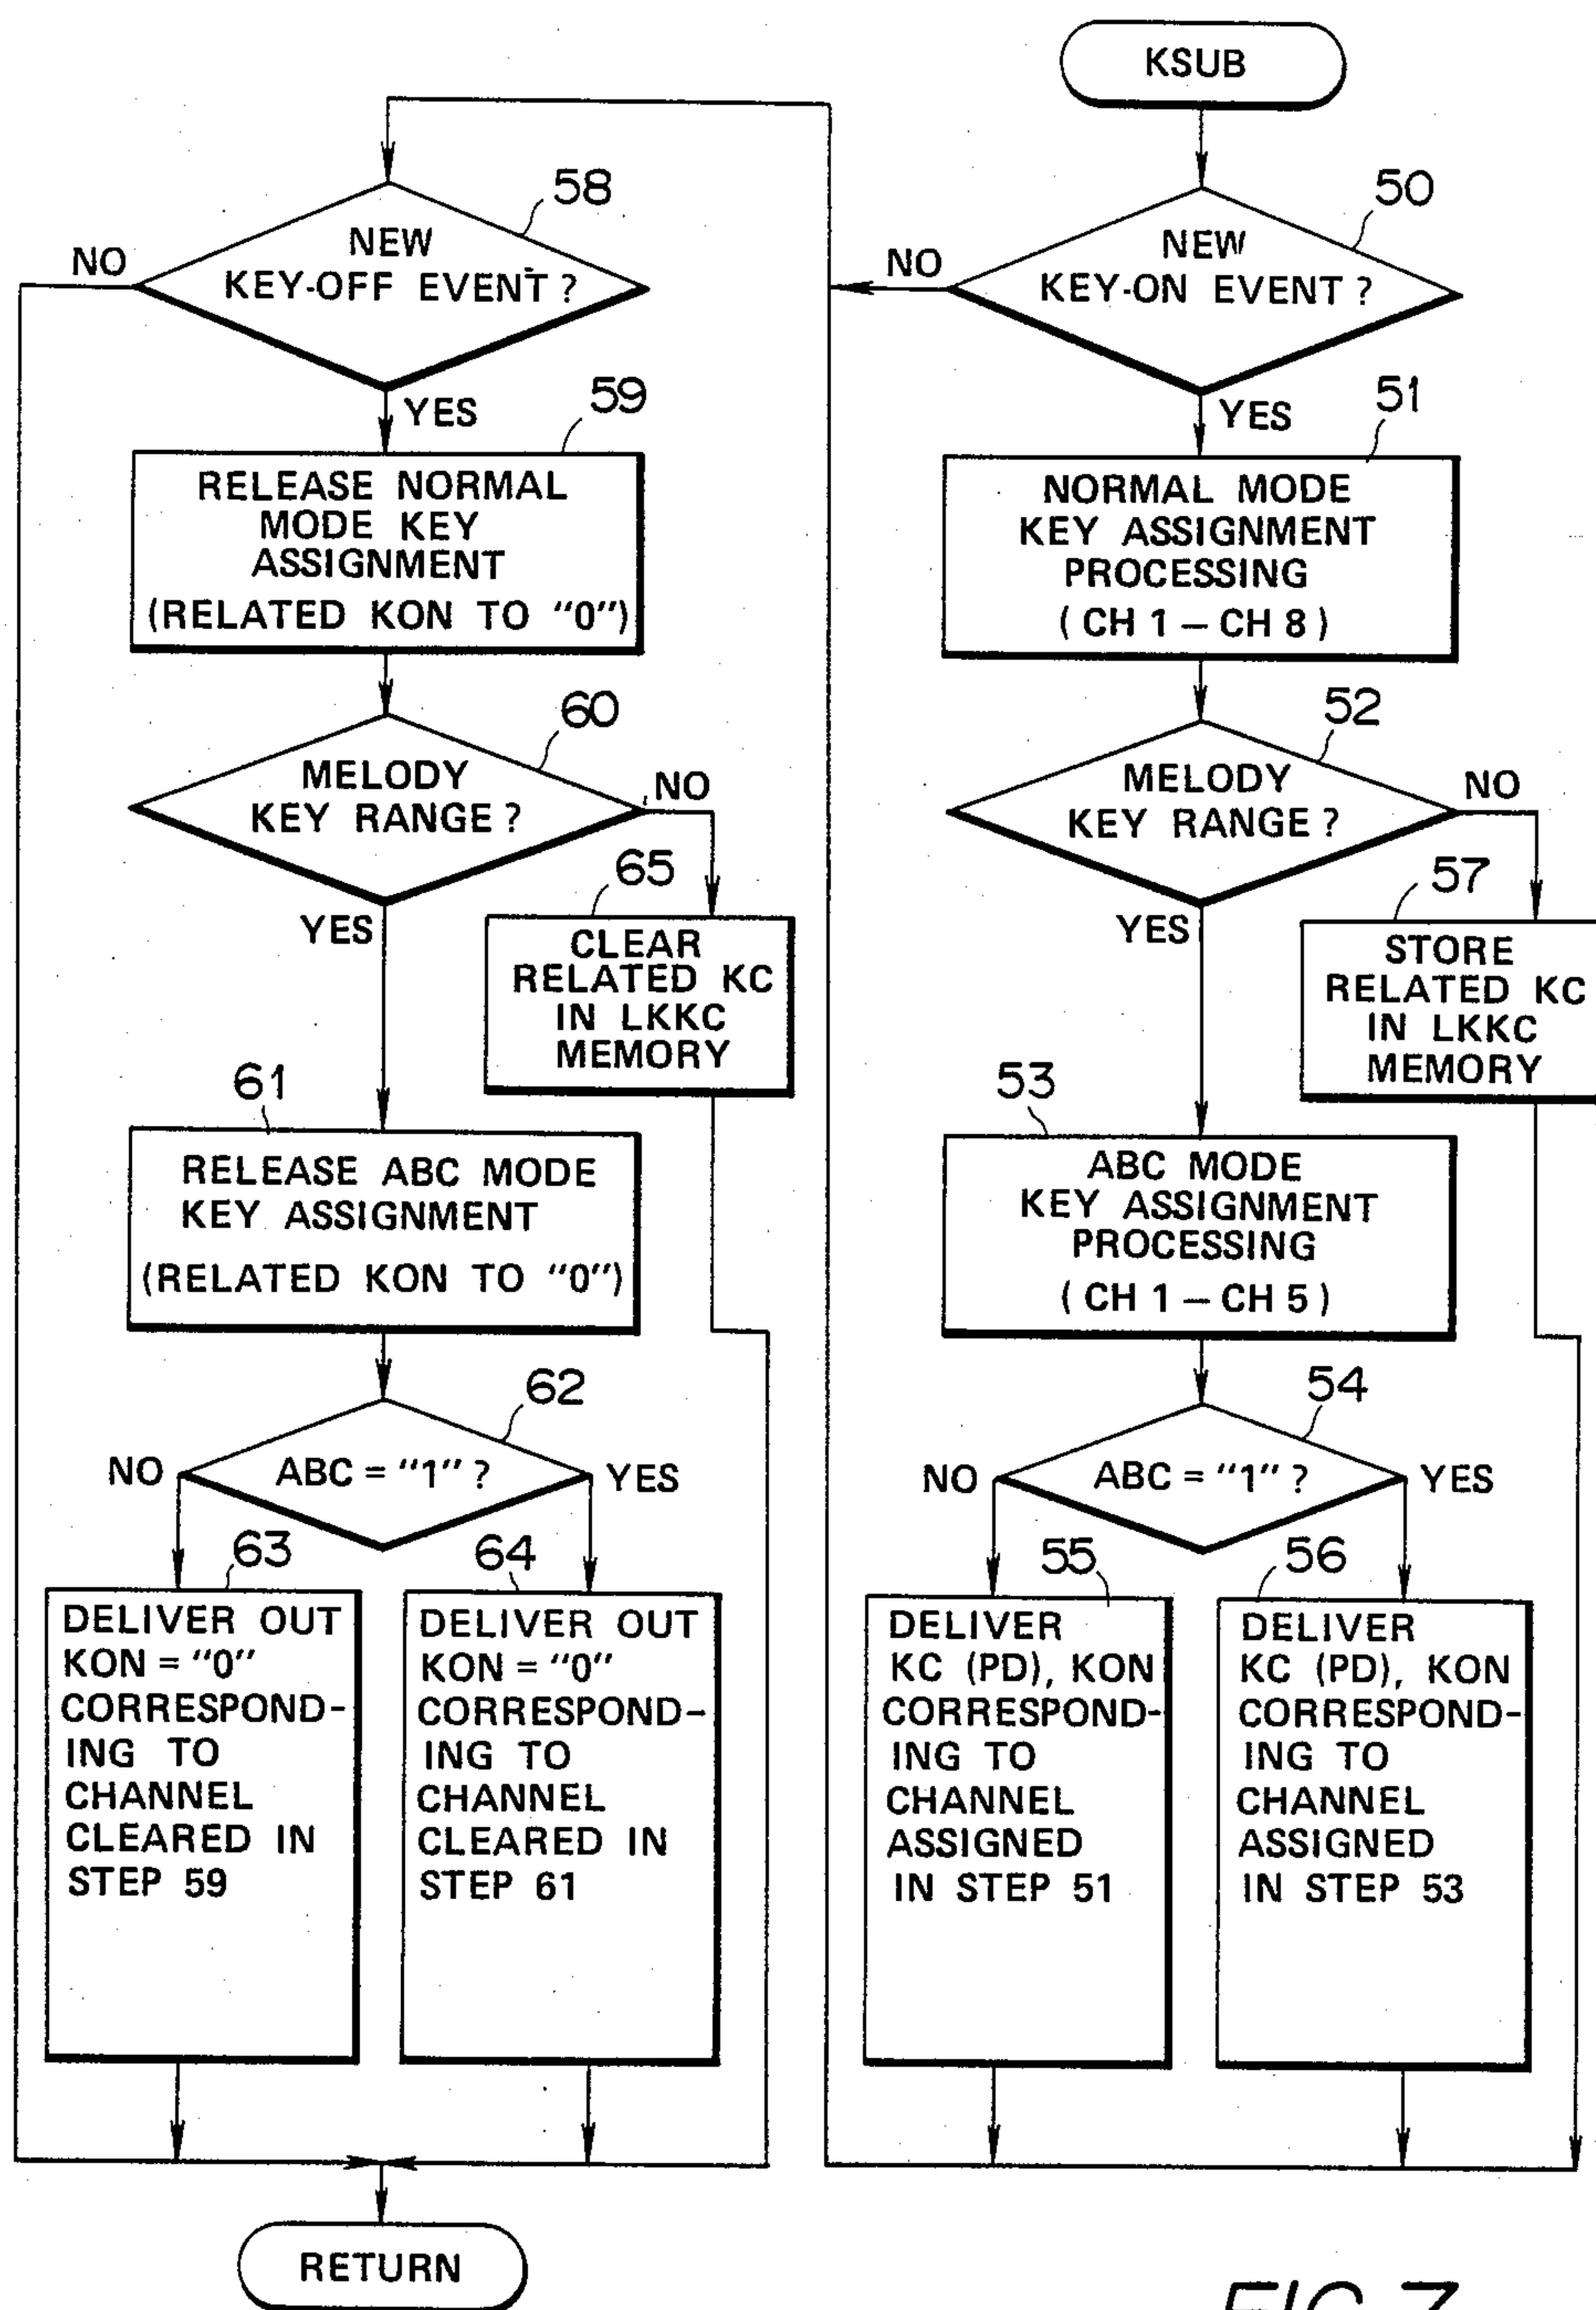 KSUB
50
NEW
KEY-ON EVENT ?
NO
YES
51
NORMAL MODE
KEY ASSIGNMENT
PROCESSING
( CH 1 – CH 8 )
52
MELODY
KEY RANGE ?
NO
YES
57
STORE
RELATED KC
IN LKKC
MEMORY
53
ABC MODE
KEY ASSIGNMENT
PROCESSING
( CH 1 – CH 5 )
54
ABC = “1” ?
NO
YES
55
DELIVER
KC (PD), KON
CORRESPOND-
ING TO
CHANNEL
ASSIGNED
IN STEP 51
56
DELIVER
KC (PD), KON
CORRESPOND-
ING TO
CHANNEL
ASSIGNED
IN STEP 53
58
NEW
KEY-OFF EVENT ?
NO
YES
59
RELEASE NORMAL
MODE KEY
ASSIGNMENT
(RELATED KON TO “0”)
60
MELODY
KEY RANGE ?
NO
YES
65
CLEAR
RELATED KC
IN LKKC
MEMORY
61
RELEASE ABC MODE
KEY ASSIGNMENT
(RELATED KON TO “0”)
62
ABC = “1” ?
NO
YES
63
DELIVER OUT
KON = “0”
CORRESPOND-
ING TO
CHANNEL
CLEARED IN
STEP 59
64
DELIVER OUT
KON = “0”
CORRESPOND-
ING TO
CHANNEL
CLEARED IN
STEP 61
RETURN
FIG. 7